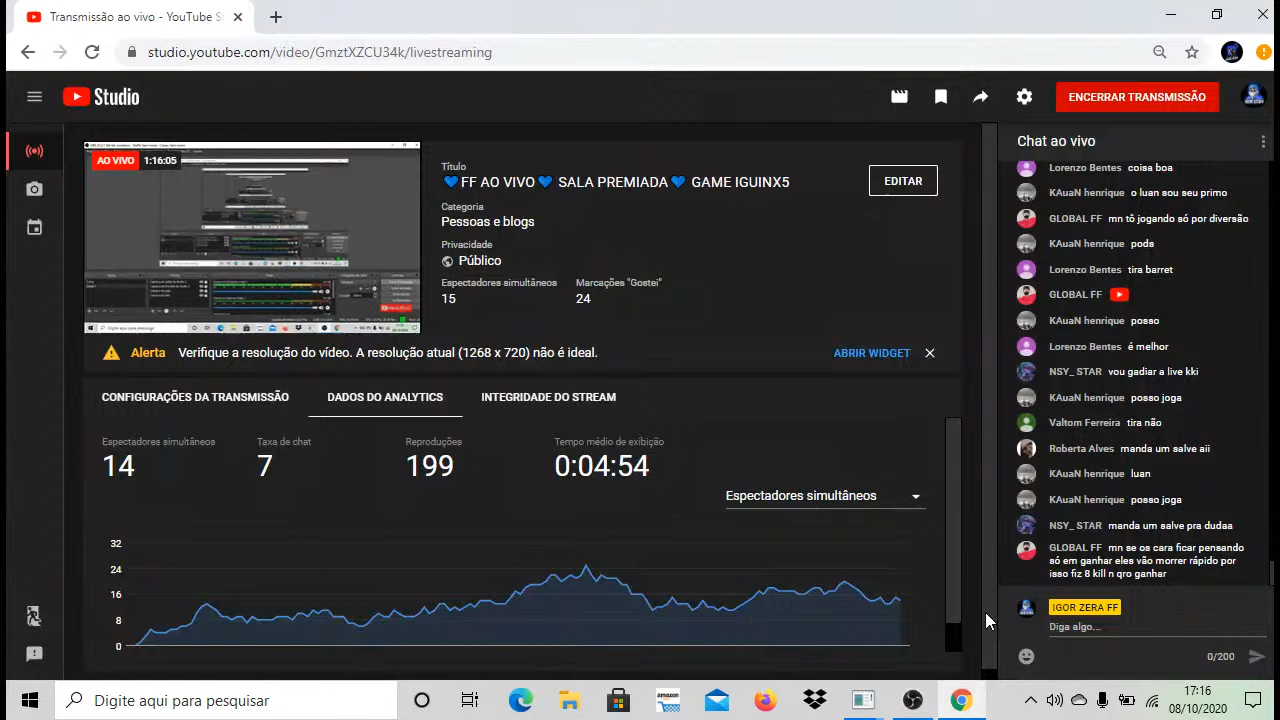 Transmissão ao vivo - YouTube S
studio.youtube.com/video/GmztXZCU34k/livestreaming
Studio
ENCERRAR TRANSMISSÃO
AO VIVO 1:16:05
Título
💙FF AO VIVO💙 SALA PREMIADA💙 GAME IGUINX5
EDITAR
Categoria
Pessoas e blogs
Privacidade
Público
Espectadores simultâneos Marcações "Gostei"
15 24
Alerta Verifique a resolução do vídeo. A resolução atual (1268 x 720) não é ideal.
ABRIR WIDGET
CONFIGURAÇÕES DA TRANSMISSÃO DADOS DO ANALYTICS INTEGRIDADE DO STREAM
Espectadores simultâneos Taxa de chat Reproduções Tempo médio de exibição
14 7 199 0:04:54
Espectadores simultâneos
32
24
16
8
0
Chat ao vivo
Lorenzo Bentes coisa boa
KAuaN henrique o luan sou seu primo
GLOBAL FF mn tô jogando só por diversão
KAuaN henrique poda
Lorenzo Bentes tira barret
GLOBAL FF
KAuaN henrique posso
Lorenzo Bentes é melhor
NSY_ STAR vou gadiar a live kki
KAuaN henrique posso joga
Valtom Ferreira tira não
Roberta Alves manda um salve aii
KAuaN henrique luan
KAuaN henrique posso joga
NSY_ STAR manda um salve pra dudaa
GLOBAL FF mn se os cara ficar pensando
só em ganhar eles vão morrer rápido por
isso fiz 8 kill n qro ganhar
IGOR ZERA FF
Diga algo...
0/200
Digite aqui para pesquisar
amazon
17:16
08/10/2020